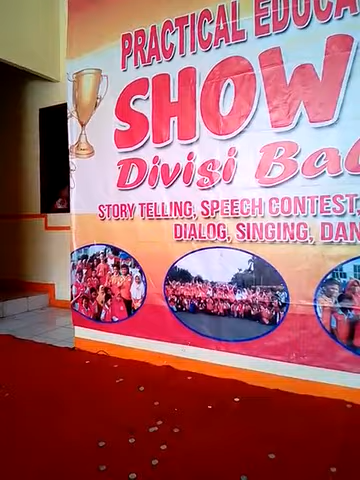 PRACTICAL EDUCA
SHOW
Divisi Ba
STORY TELLING, SPEECH CONTEST,
DIALOG, SINGING, DAN